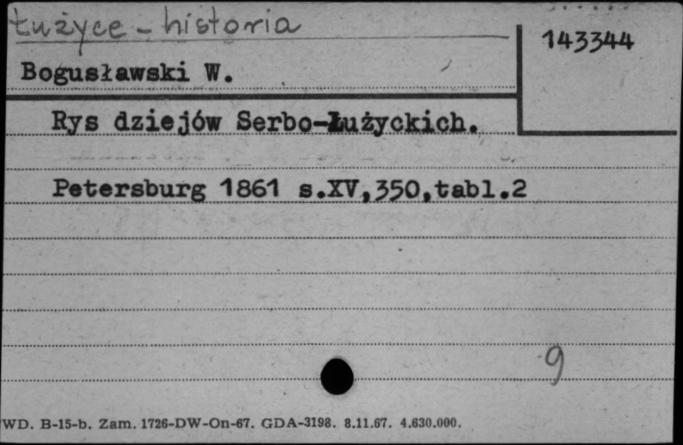 Łużyce - historia
143344
Bogusławski W.
Rys dziejów Serbo-Łużyckich.
Petersburg 1861 s.XV,350,tabl.2
9
WD. B-15-b. Zam. 1726-DW-On-67. GDA-3198. 8.11.67. 4.630.000.